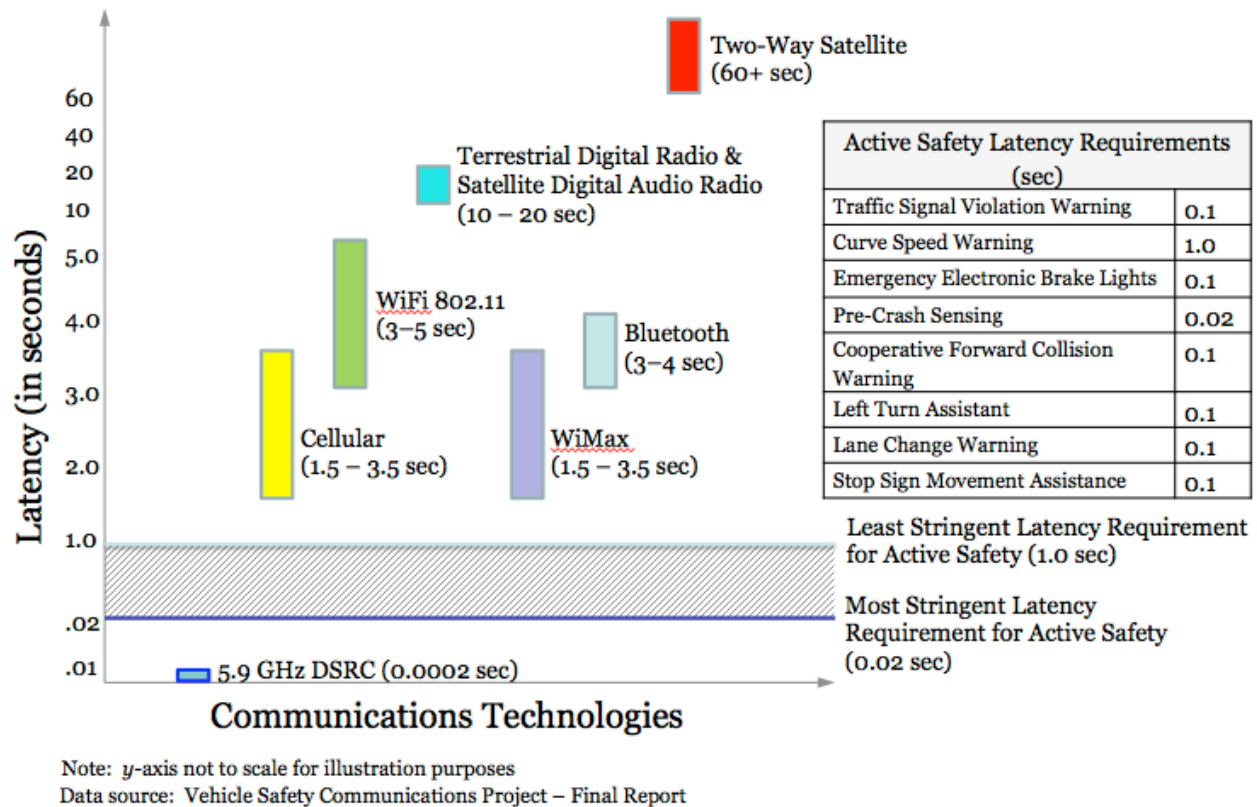 Latency (in seconds)
60
40
20
10
5.0
4.0
3.0
2.0
1.0
.02
.01
Two-Way Satellite
(60+ sec)
Terrestrial Digital Radio &
Satellite Digital Audio Radio
(10 – 20 sec)
WiFi 802.11
(3–5 sec)
Bluetooth
(3–4 sec)
Cellular
(1.5 – 3.5 sec)
WiMax
(1.5 – 3.5 sec)
5.9 GHz DSRC (0.0002 sec)
Communications Technologies
Active Safety Latency Requirements
(sec)
Traffic Signal Violation Warning 0.1
Curve Speed Warning 1.0
Emergency Electronic Brake Lights 0.1
Pre-Crash Sensing 0.02
Cooperative Forward Collision
Warning 0.1
Left Turn Assistant 0.1
Lane Change Warning 0.1
Stop Sign Movement Assistance 0.1
Least Stringent Latency Requirement
for Active Safety (1.0 sec)
Most Stringent Latency
Requirement for Active Safety
(0.02 sec)
Note: y-axis not to scale for illustration purposes
Data source: Vehicle Safety Communications Project – Final Report